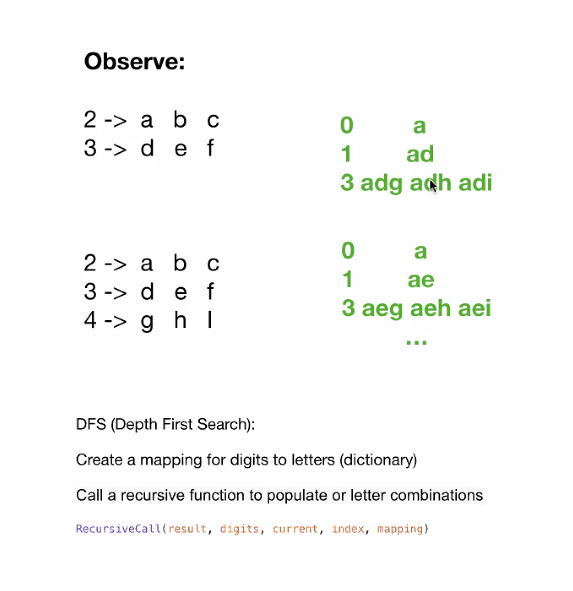 Observe:
2 -> a b c
3 -> d e f
0 a
1 ad
3 adg adh adi
2 -> a b c
3 -> d e f
4 -> g h I
0 a
1 ae
3 aeg aeh aei
...
DFS (Depth First Search):
Create a mapping for digits to letters (dictionary)
Call a recursive function to populate or letter combinations
RecursiveCall(result, digits, current, index, mapping)